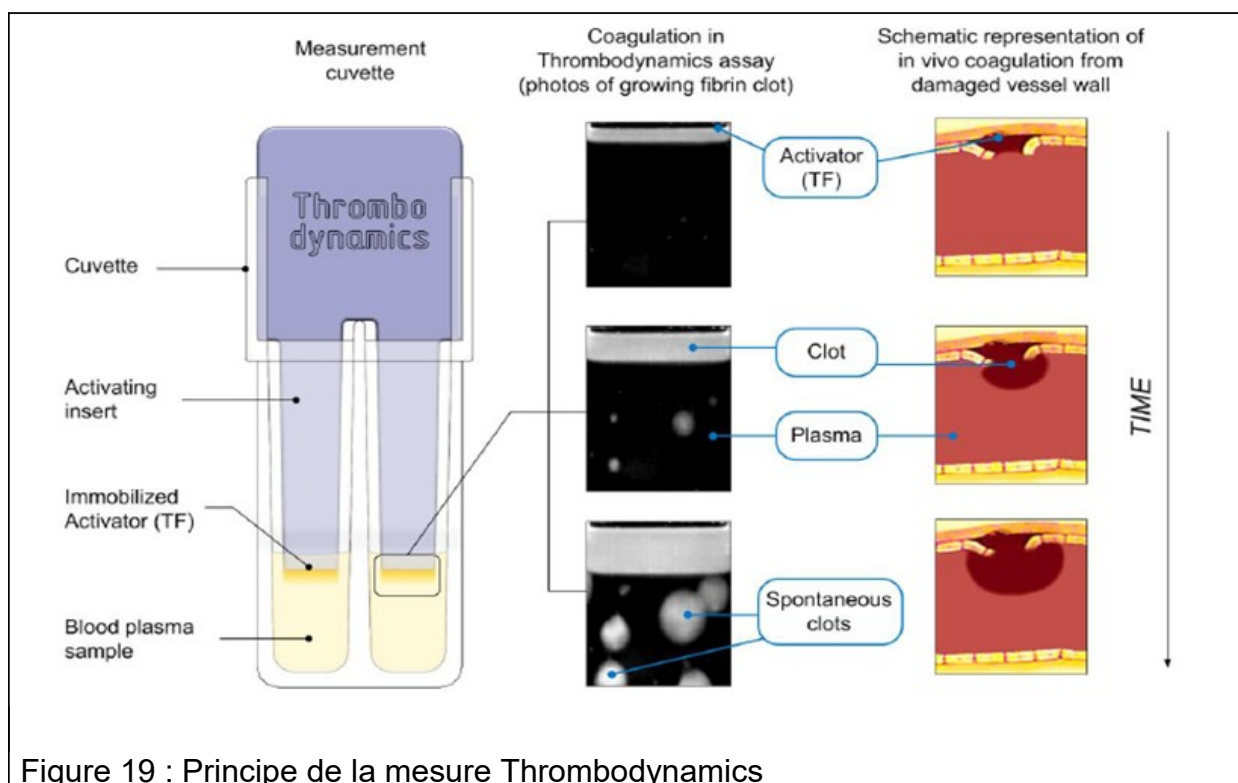 Measurement
cuvette
Coagulation in
Thrombodynamics assay
(photos of growing fibrin clot)
Schematic representation of
in vivo coagulation from
damaged vessel wall
Thrombo
dynamics
Cuvette
Activating
insert
Immobilized
Activator (TF)
Blood plasma
sample
Activator
(TF)
Clot
Plasma
Spontaneous
clots
TIME
Figure 19 : Principe de la mesure Thrombodynamics